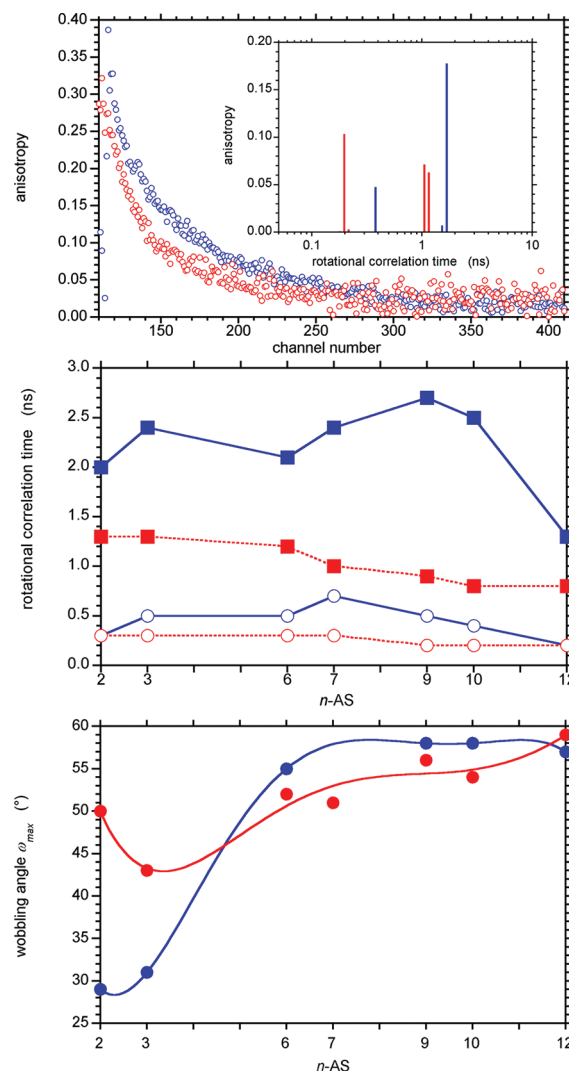 0.40
0.35
0.30
0.25
0.20
0.15
0.10
0.05
0.00
anisotropy
150 200 250 300 350 400
channel number
0.20
0.15
0.10
0.05
0.00
anisotropy
0.1 1 10
rotational correlation time (ns)
3.0
2.5
2.0
1.5
1.0
0.5
0.0
rotational correlation time (ns)
2 3 6 7 9 10 12
n-AS
60
55
50
45
40
35
30
25
wobbling angle ω max (°)
2 3 6 7 9 10 12
n-AS